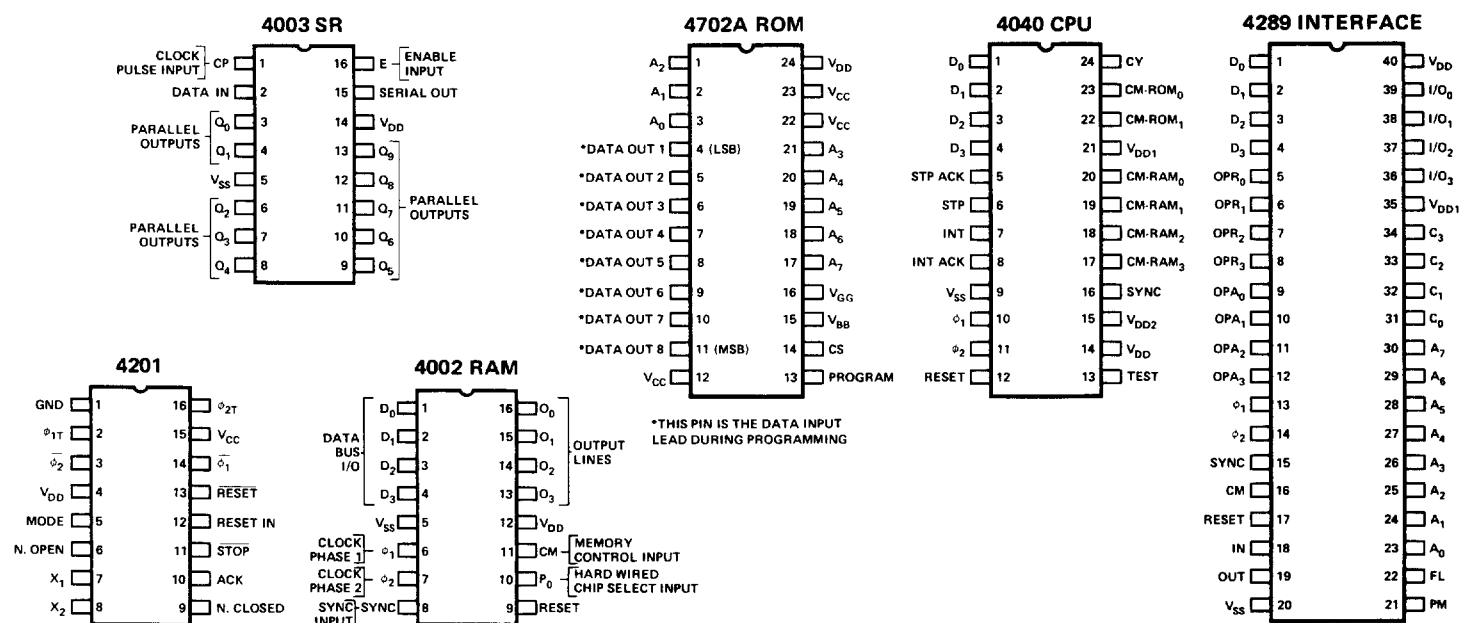 4003 SR
CLOCK PULSE INPUT CP 1 16 E ENABLE INPUT
DATA IN 2 15 SERIAL OUT
PARALLEL OUTPUTS
Q0 3 14 VDD
Q1 4 13 Q9
VSS 5 12 Q8
PARALLEL OUTPUTS
Q2 6 11 Q7
PARALLEL OUTPUTS
Q3 7 10 Q6
Q4 8 9 Q5
4702A ROM
A2 1 24 VDD
A1 2 23 VCC
A0 3 22 VCC
*DATA OUT 1 4 (LSB) 21 A3
*DATA OUT 2 5 20 A4
*DATA OUT 3 6 19 A5
*DATA OUT 4 7 18 A6
*DATA OUT 5 8 17 A7
*DATA OUT 6 9 16 VGG
*DATA OUT 7 10 15 VBB
*DATA OUT 8 11 (MSB) 14 CS
VCC 12 13 PROGRAM
*THIS PIN IS THE DATA INPUT
LEAD DURING PROGRAMMING
4040 CPU
D0 1 24 CY
D1 2 23 CM-ROM0
D2 3 22 CM-ROM1
D3 4 21 VDD1
STP ACK 5 20 CM-RAM0
STP 6 19 CM-RAM1
INT 7 18 CM-RAM2
INT ACK 8 17 CM-RAM3
VSS 9 16 SYNC
φ1 10 15 VDD2
φ2 11 14 VDD
RESET 12 13 TEST
4289 INTERFACE
D0 1 40 VDD
D1 2 39 I/O0
D2 3 38 I/O1
D3 4 37 I/O2
OPR0 5 36 I/O3
OPR1 6 35 VDD1
OPR2 7 34 C3
OPR3 8 33 C2
OPA0 9 32 C1
OPA1 10 31 C0
OPA2 11 30 A7
OPA3 12 29 A6
φ1 13 28 A5
φ2 14 27 A4
SYNC 15 26 A3
CM 16 25 A2
RESET 17 24 A1
IN 18 23 A0
OUT 19 22 FL
VSS 20 21 PM
4201
GND 1 16 φ2T
φ1T 2 15 VCC
φ̅2 3 14 φ̅1
VDD 4 13 R̅E̅S̅E̅T̅
MODE 5 12 RESET IN
N. OPEN 6 11 S̅T̅O̅P̅
X1 7 10 ACK
X2 8 9 N. CLOSED
4002 RAM
DATA BUS I/O
D0 1 16 O0
D1 2 15 O1
D2 3 14 O2
D3 4 13 O3
OUTPUT LINES
VSS 5 12 VDD
CLOCK PHASE 1 φ1 6 11 CM MEMORY CONTROL INPUT
CLOCK PHASE 2 φ2 7 10 P0 HARD WIRED CHIP SELECT INPUT
SYNC INPUT SYNC 8 9 RESET